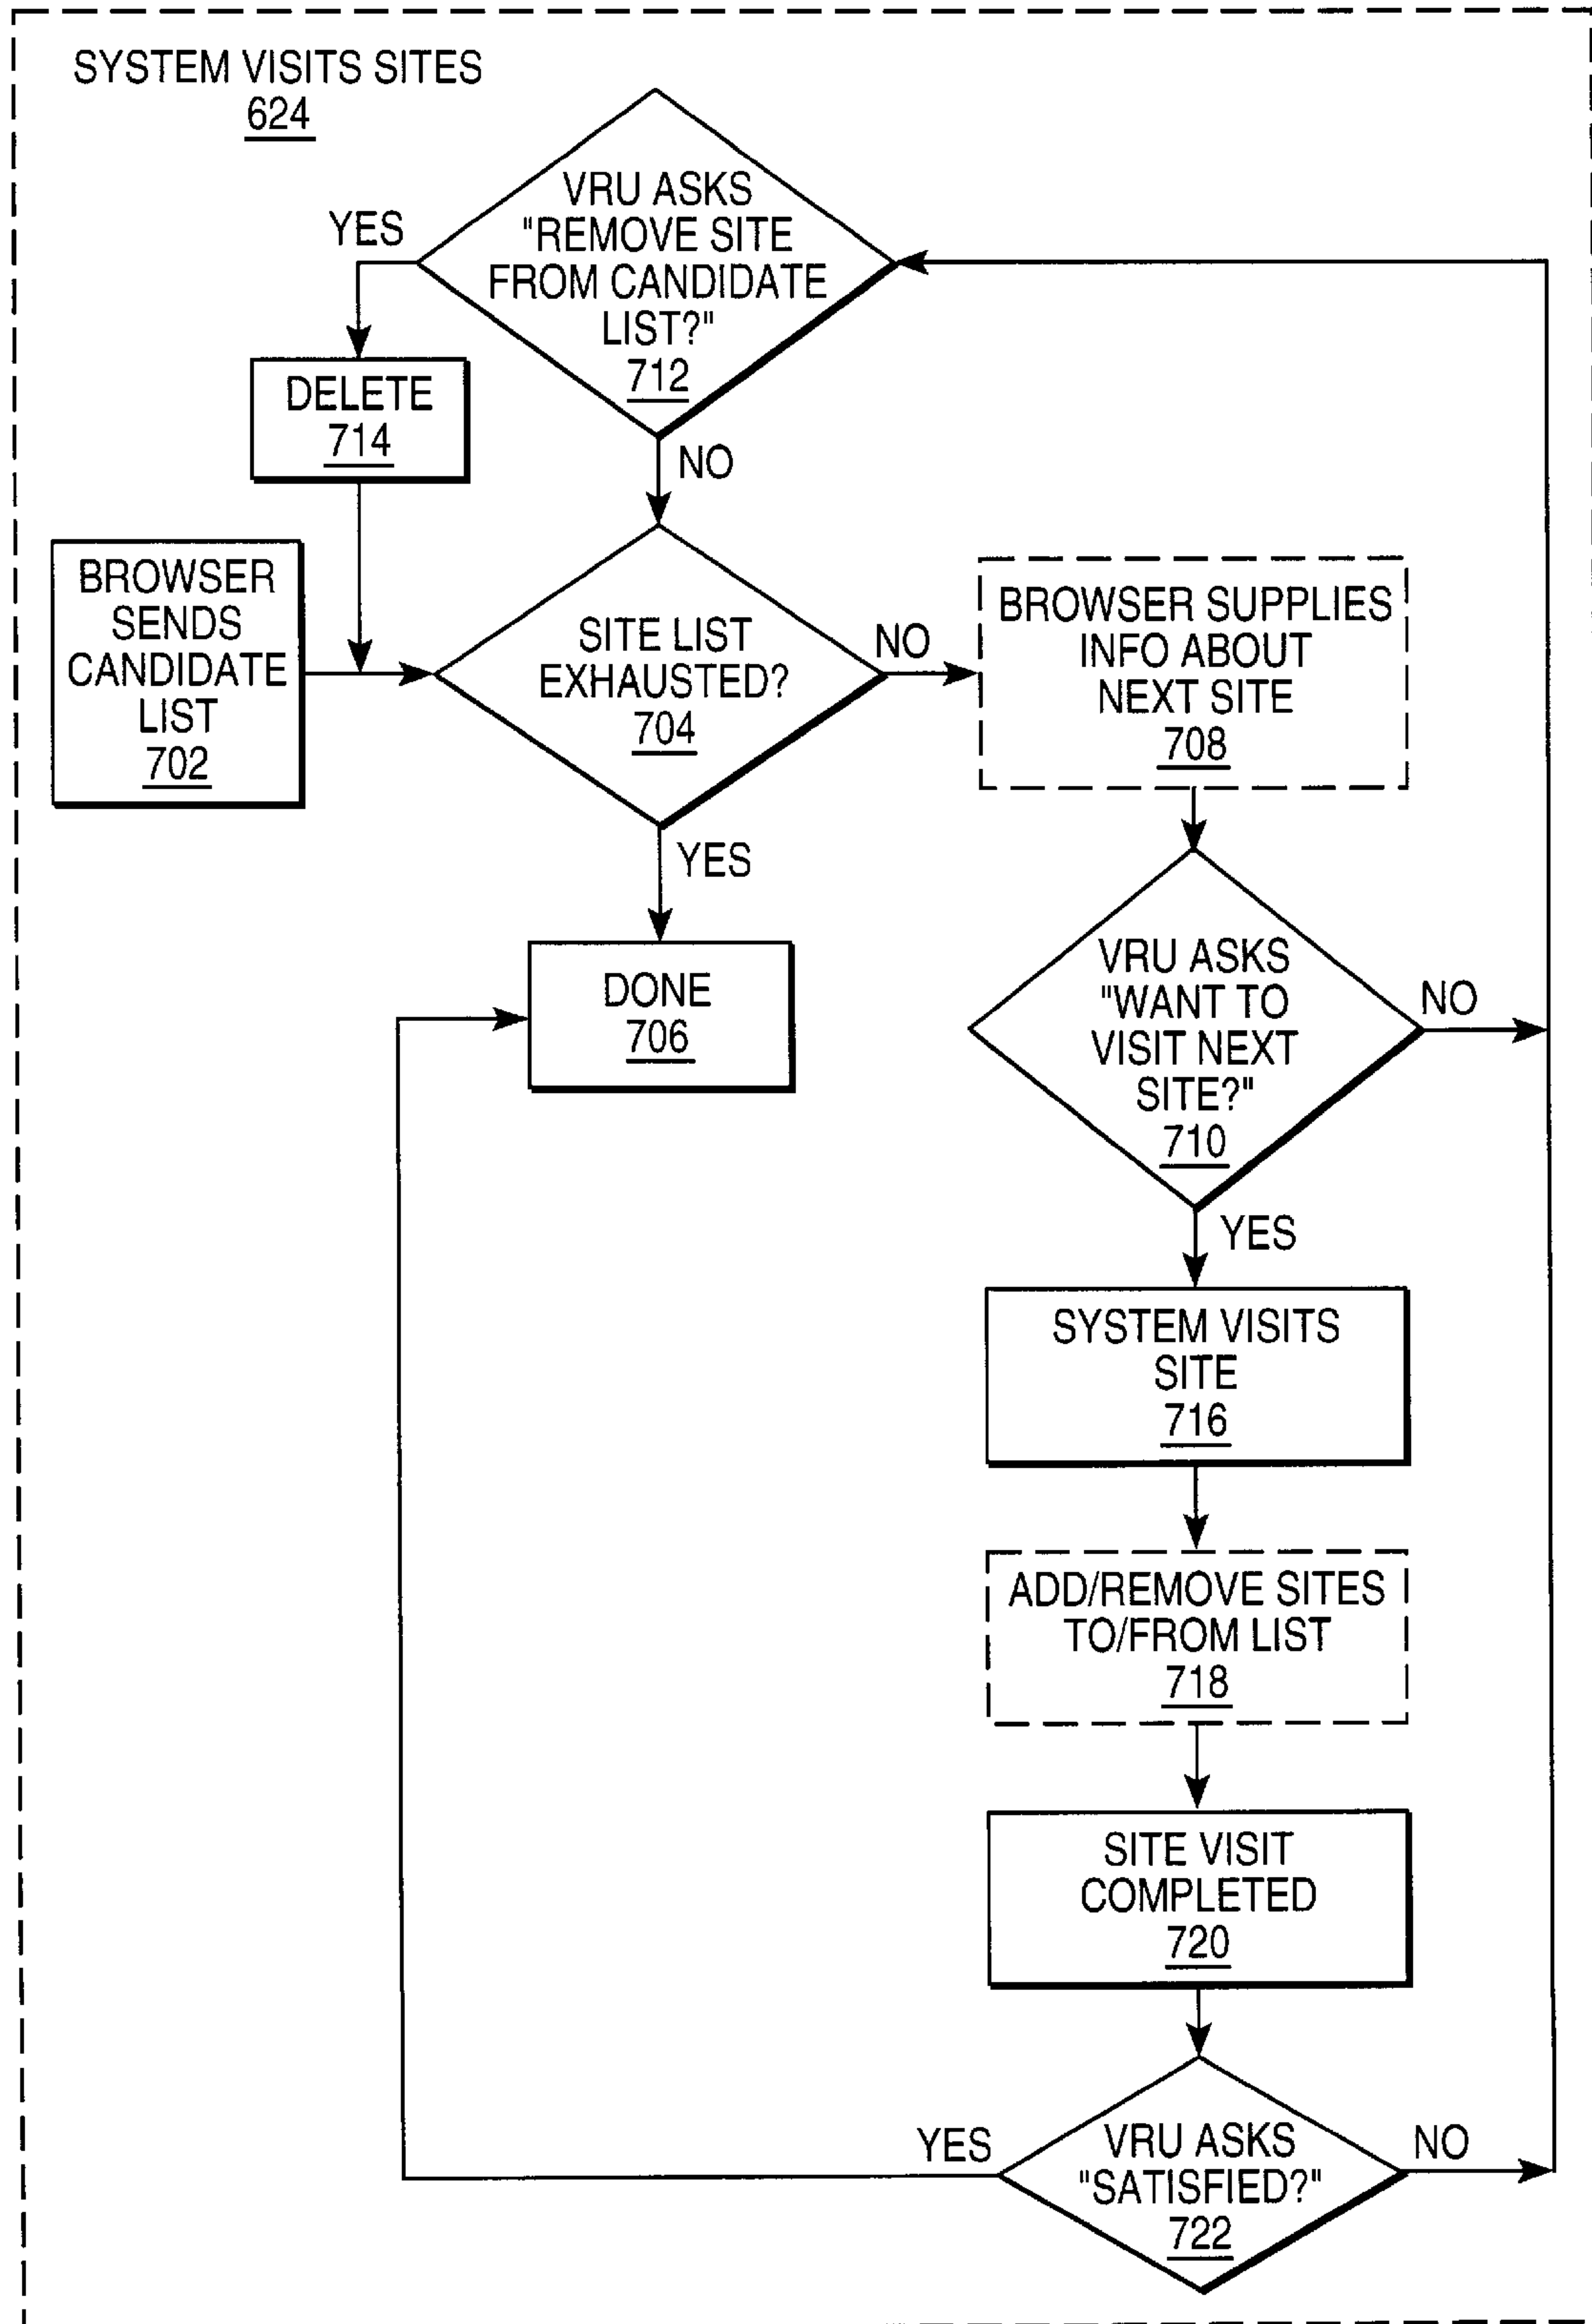 SYSTEM VISITS SITES
624
VRU ASKS
"REMOVE SITE
FROM CANDIDATE
LIST?"
712
YES
NO
DELETE
714
BROWSER
SENDS
CANDIDATE
LIST
702
SITE LIST
EXHAUSTED?
704
NO
YES
BROWSER SUPPLIES
INFO ABOUT
NEXT SITE
708
DONE
706
VRU ASKS
"WANT TO
VISIT NEXT
SITE?"
710
NO
YES
SYSTEM VISITS
SITE
716
ADD/REMOVE SITES
TO/FROM LIST
718
SITE VISIT
COMPLETED
720
VRU ASKS
"SATISFIED?"
722
YES
NO